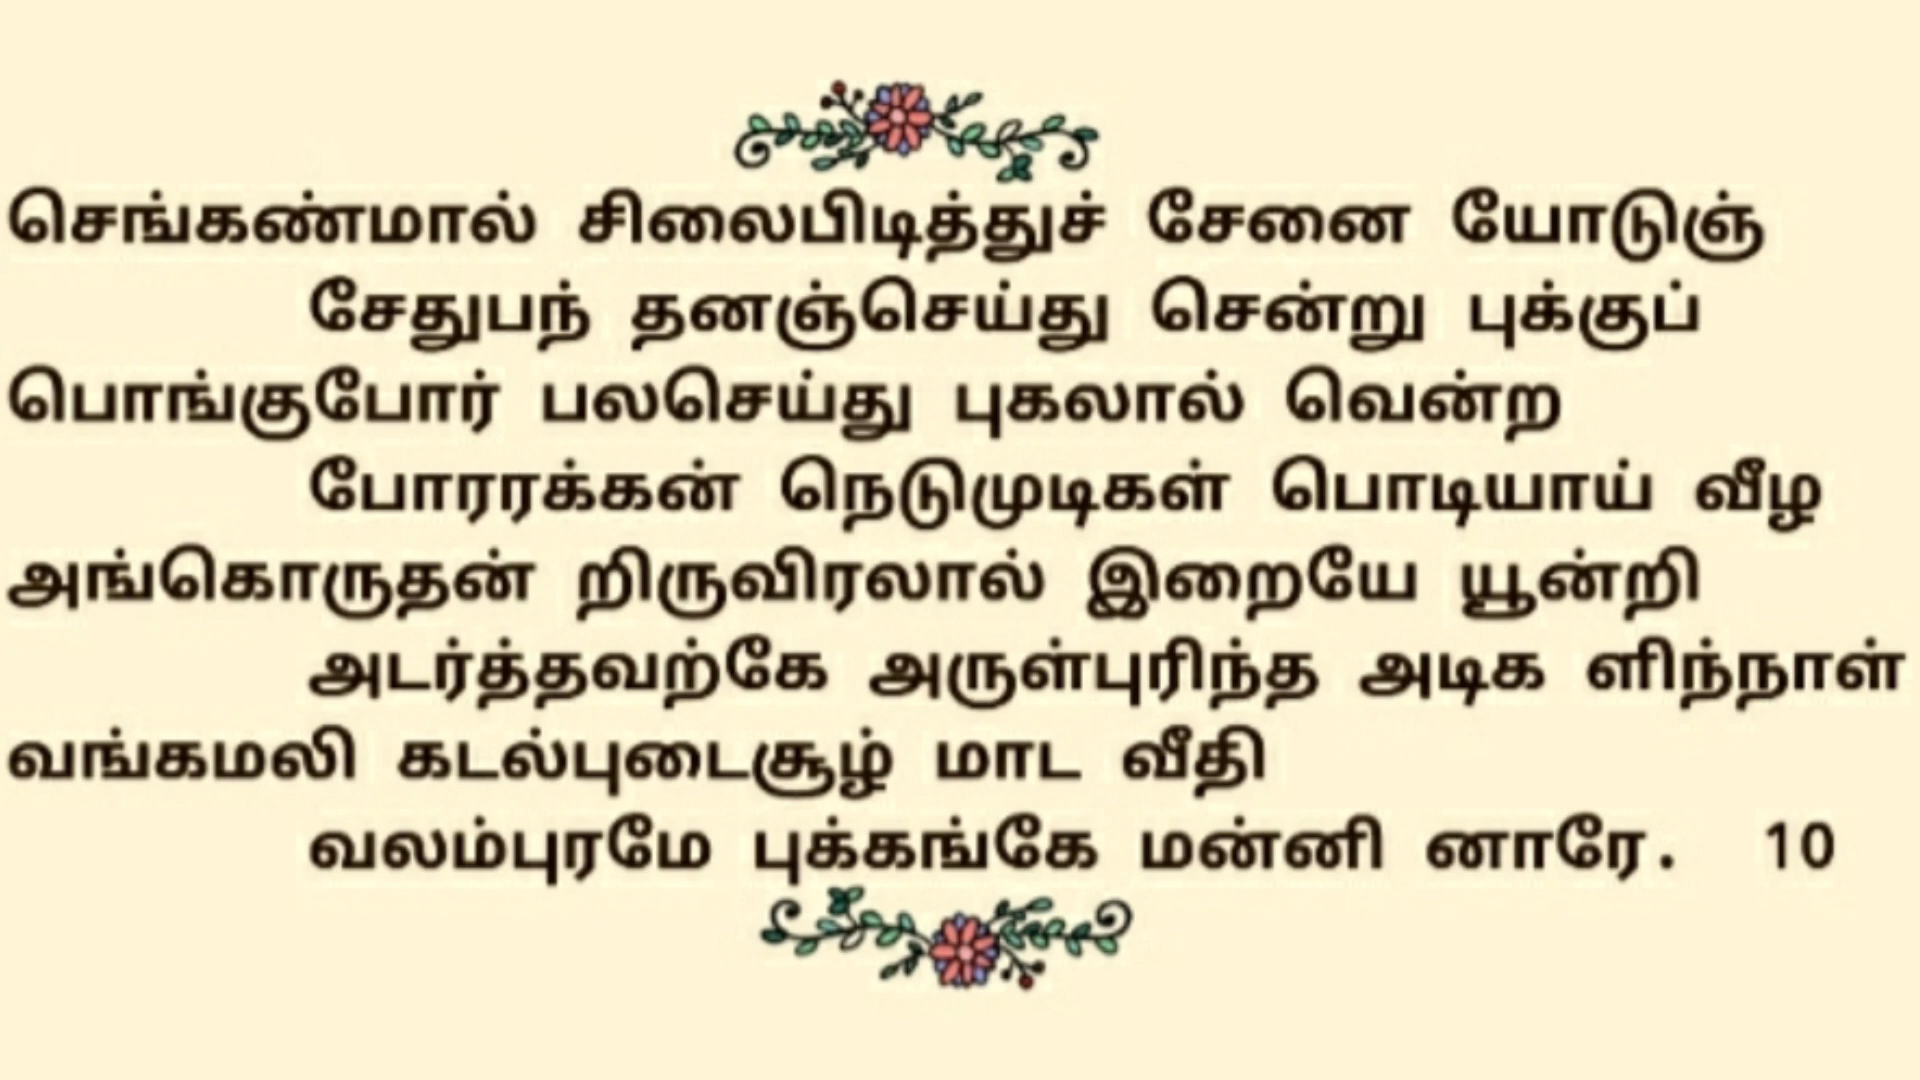 செங்கண்மால் சிலைபிடித்துச் சேனை யோடுஞ்
சேதுபந் தனஞ்செய்து சென்று புக்குப்
பொங்குபோர் பலசெய்து புகலால் வென்ற
போரரக்கன் நெடுமுடிகள் பொடியாய் வீழ
அங்கொருதன் றிருவிரலால் இறையே யூன்றி
அடர்த்தவற்கே அருள்புரிந்த அடிக ளிந்நாள்
வங்கமலி கடல்புடைசூழ் மாட வீதி
வலம்புரமே புக்கங்கே மன்னி னாரே. 10